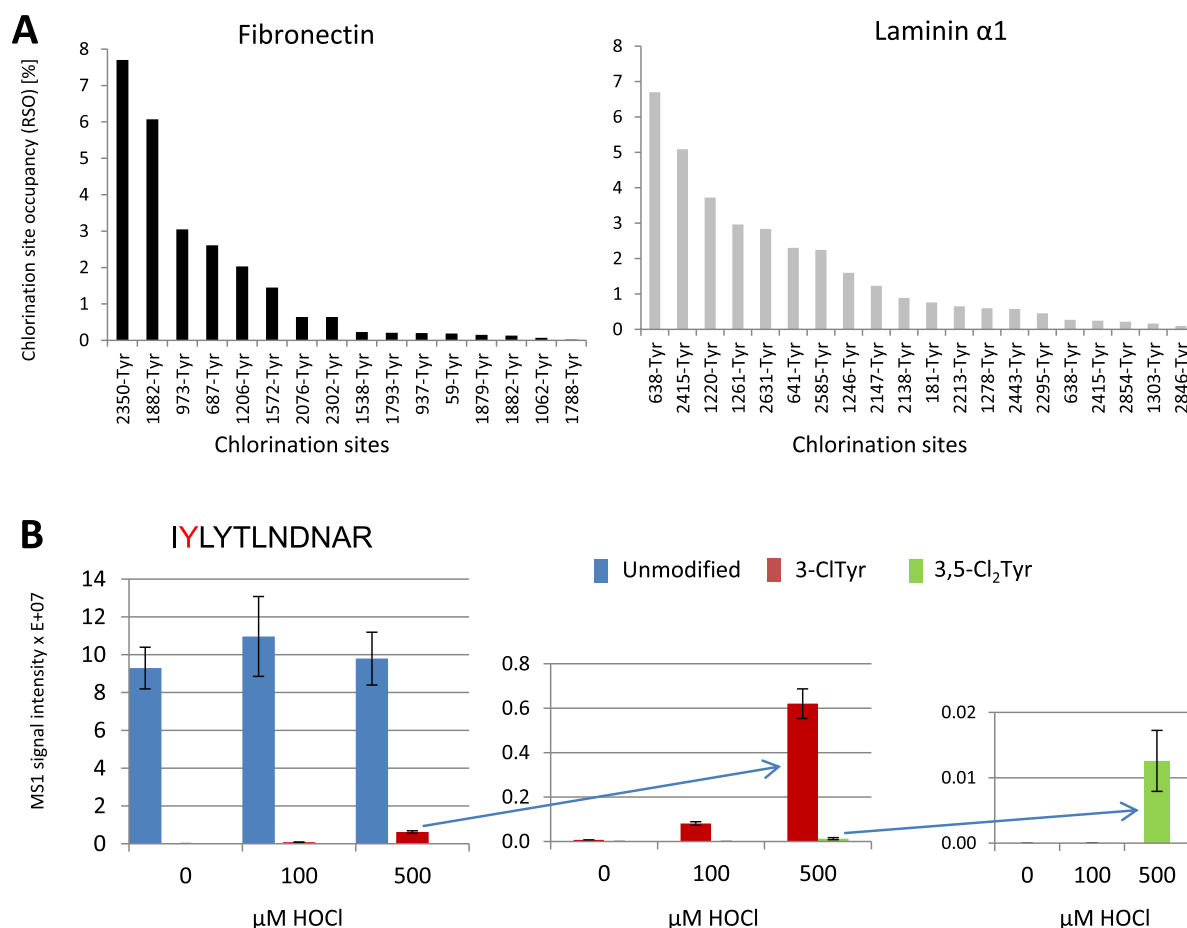 A
Fibronectin
Chlorination site occupancy (RSO) [%]
8
7
6
5
4
3
2
1
0
2350-Tyr
1882-Tyr
973-Tyr
687-Tyr
1206-Tyr
1572-Tyr
2076-Tyr
2302-Tyr
1538-Tyr
1793-Tyr
937-Tyr
59-Tyr
1879-Tyr
1882-Tyr
1062-Tyr
1788-Tyr
Chlorination sites
Laminin α1
8
7
6
5
4
3
2
1
0
638-Tyr
2415-Tyr
1220-Tyr
1261-Tyr
2631-Tyr
641-Tyr
2585-Tyr
1246-Tyr
2147-Tyr
2138-Tyr
181-Tyr
2213-Tyr
1278-Tyr
2443-Tyr
2295-Tyr
638-Tyr
2415-Tyr
2854-Tyr
1303-Tyr
2846-Tyr
Chlorination sites
B
IYLYTLNDNAR
Unmodified
3-ClTyr
3,5-Cl₂Tyr
MS1 signal intensity x E+07
14
12
10
8
6
4
2
0
0 100 500
µM HOCl
0.8
0.6
0.4
0.2
0.0
0 100 500
µM HOCl
0.02
0.01
0.00
0 100 500
µM HOCl